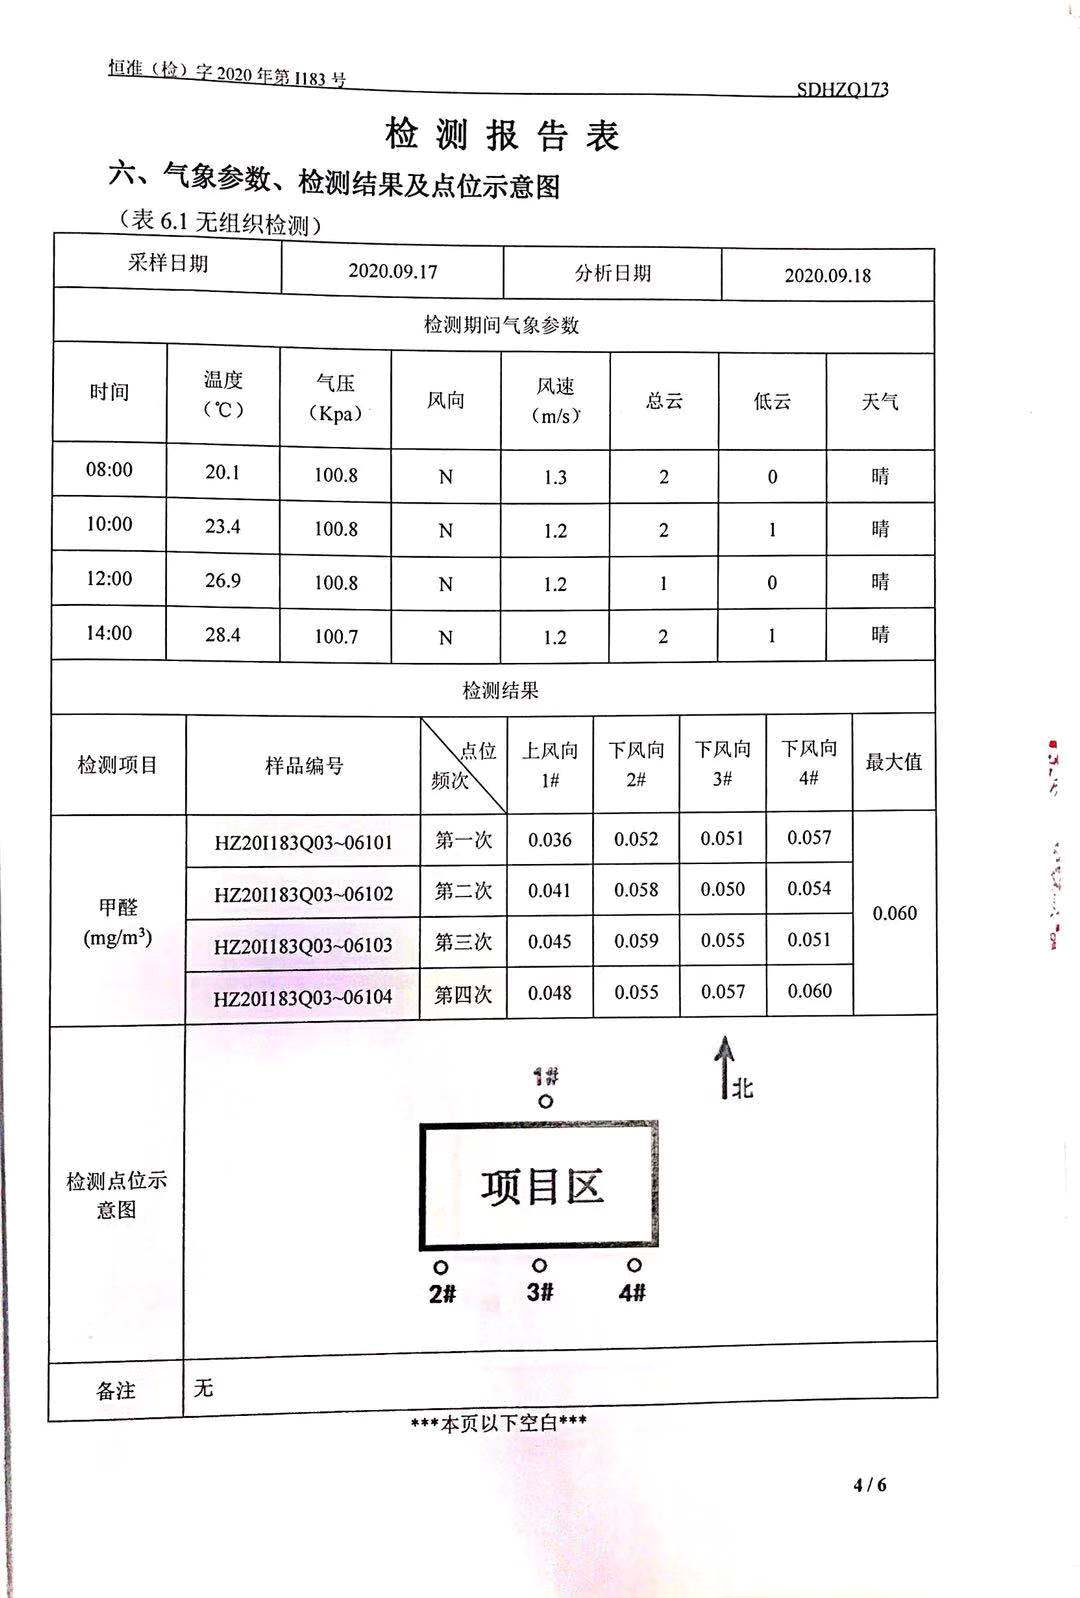 恒准（检）字 2020 年第 I183 号
SDHZQ173
检 测 报 告 表
六、气象参数、检测结果及点位示意图
（表 6.1 无组织检测）
采样日期 2020.09.17 分析日期 2020.09.18
检测期间气象参数
时间 温度（℃） 气压（Kpa） 风向 风速（m/s） 总云 低云 天气
08:00 20.1 100.8 N 1.3 2 0 晴
10:00 23.4 100.8 N 1.2 2 1 晴
12:00 26.9 100.8 N 1.2 1 0 晴
14:00 28.4 100.7 N 1.2 2 1 晴
检测结果
检测项目 样品编号 点位 频次 上风向 1# 下风向 2# 下风向 3# 下风向 4# 最大值
甲醛 (mg/m³)
HZ20I183Q03~06101 第一次 0.036 0.052 0.051 0.057
HZ20I183Q03~06102 第二次 0.041 0.058 0.050 0.054
HZ20I183Q03~06103 第三次 0.045 0.059 0.055 0.051
HZ20I183Q03~06104 第四次 0.048 0.055 0.057 0.060
0.060
检测点位示意图
1#
北
项目区
2# 3# 4#
备注 无
***本页以下空白***
4 / 6